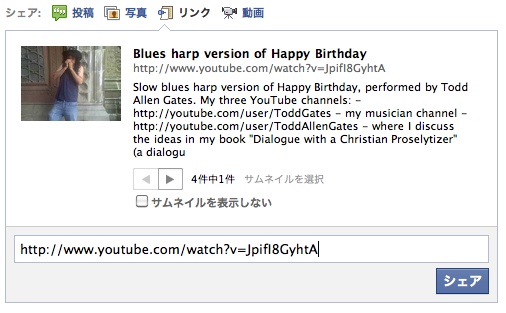 シェア: 投稿 写真 リンク 動画
Blues harp version of Happy Birthday
http://www.youtube.com/watch?v=JpifI8GyhtA
Slow blues harp version of Happy Birthday, performed by Todd
Allen Gates. My three YouTube channels: –
http://youtube.com/user/ToddGates – my musician channel –
http://youtube.com/user/ToddAllenGates – where I discuss
the ideas in my book "Dialogue with a Christian Proselytizer"
(a dialogu
4件中1件 サムネイルを選択
サムネイルを表示しない
http://www.youtube.com/watch?v=JpifI8GyhtA
シェア